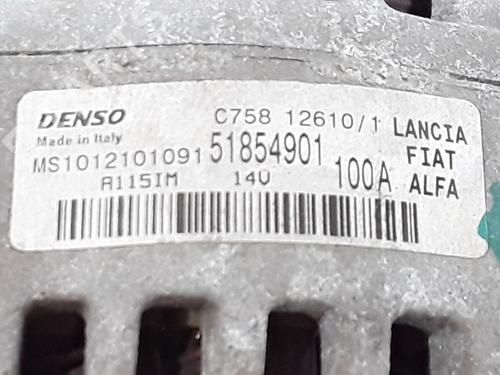 DENSO C758 12610/1 LANCIA
Made in Italy FIAT
MS1012101091 51854901
A115IM 14V 100A ALFA